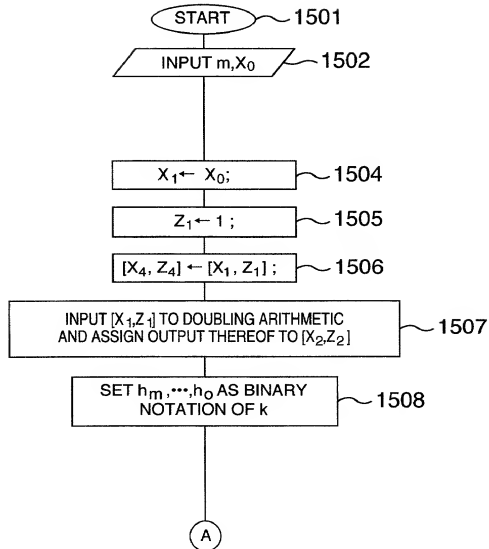 START 1501
INPUT m,X₀ 1502
X₁← X₀; 1504
Z₁←1 ; 1505
[X₄, Z₄] ← [X₁, Z₁] ; 1506
INPUT [X₁,Z₁] TO DOUBLING ARITHMETIC
AND ASSIGN OUTPUT THEREOF TO [X₂,Z₂]
1507
SET hₘ,···,h₀ AS BINARY
NOTATION OF k
1508
A